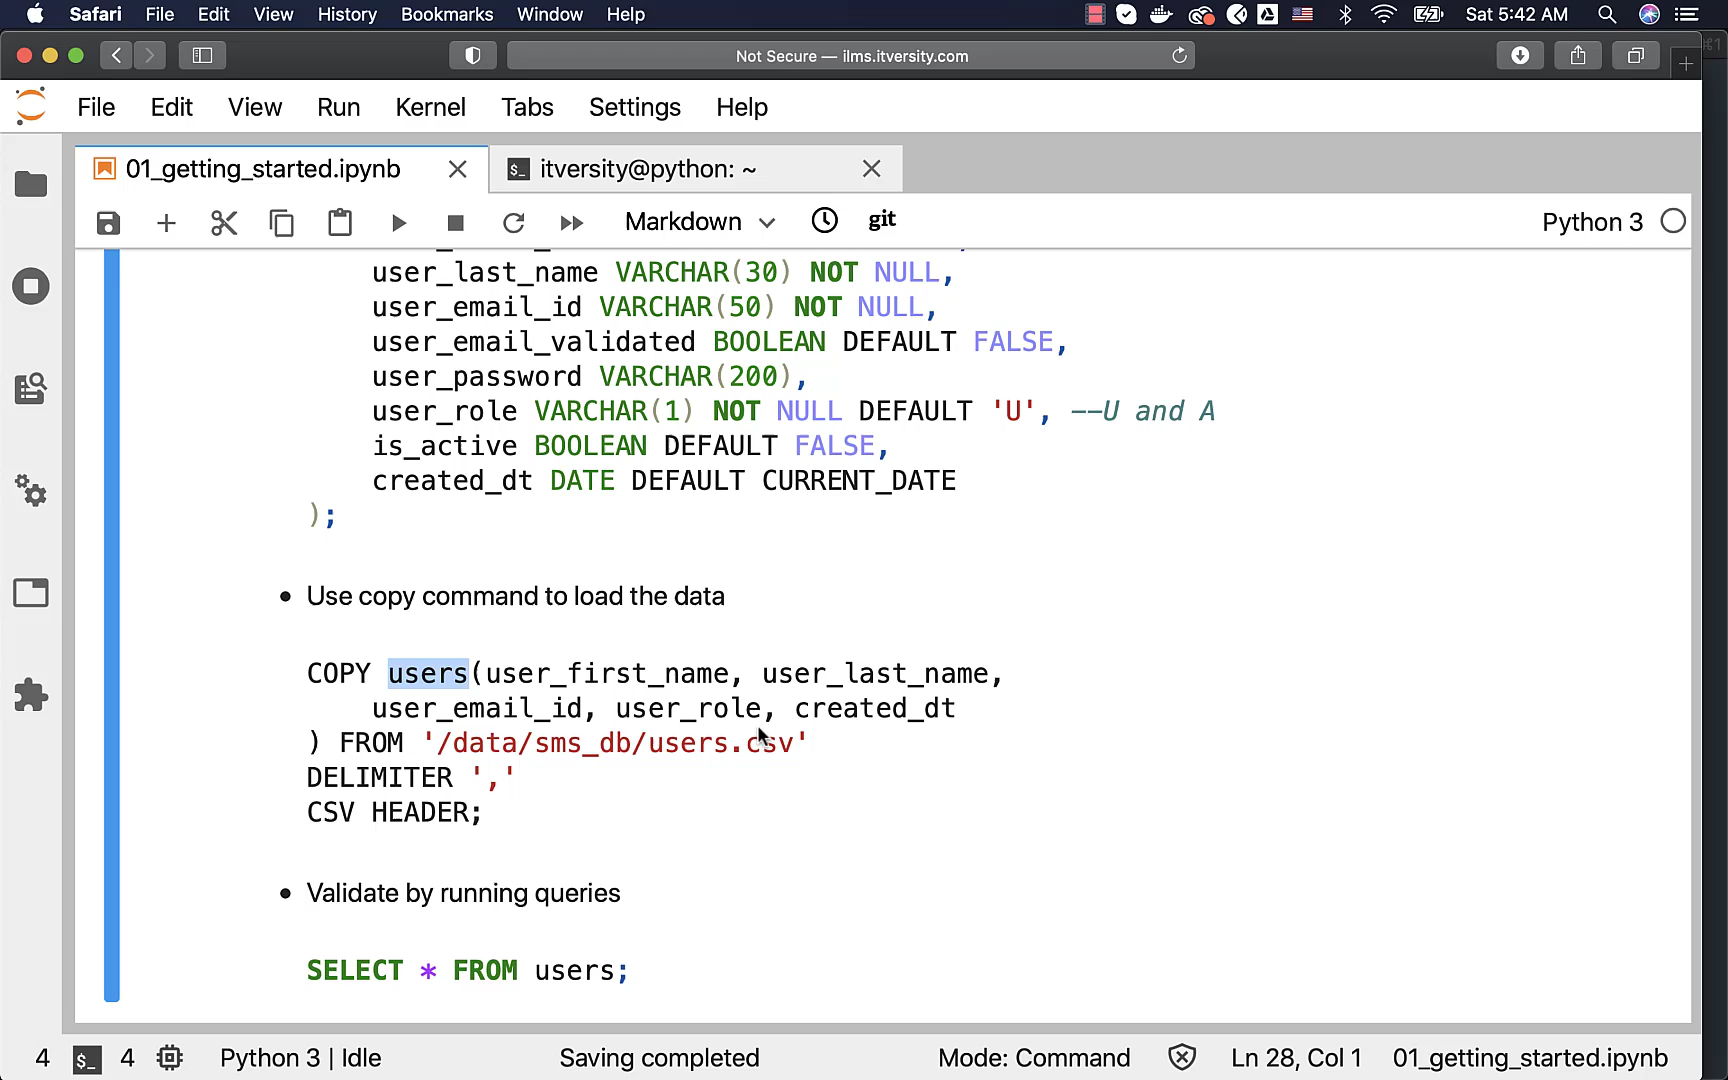 Safari File Edit View History Bookmarks Window Help Sat 5:42 AM
Not Secure — ilms.itversity.com
⌘1
File Edit View Run Kernel Tabs Settings Help
01_getting_started.ipynb itversity@python: ~
Markdown git Python 3
user_last_name VARCHAR(30) NOT NULL,
user_email_id VARCHAR(50) NOT NULL,
user_email_validated BOOLEAN DEFAULT FALSE,
user_password VARCHAR(200),
user_role VARCHAR(1) NOT NULL DEFAULT 'U', --U and A
is_active BOOLEAN DEFAULT FALSE,
created_dt DATE DEFAULT CURRENT_DATE
);
• Use copy command to load the data
COPY users(user_first_name, user_last_name,
user_email_id, user_role, created_dt
) FROM '/data/sms_db/users.csv'
DELIMITER ','
CSV HEADER;
• Validate by running queries
SELECT * FROM users;
4 $_ 4 Python 3 | Idle Saving completed Mode: Command Ln 28, Col 1 01_getting_started.ipynb